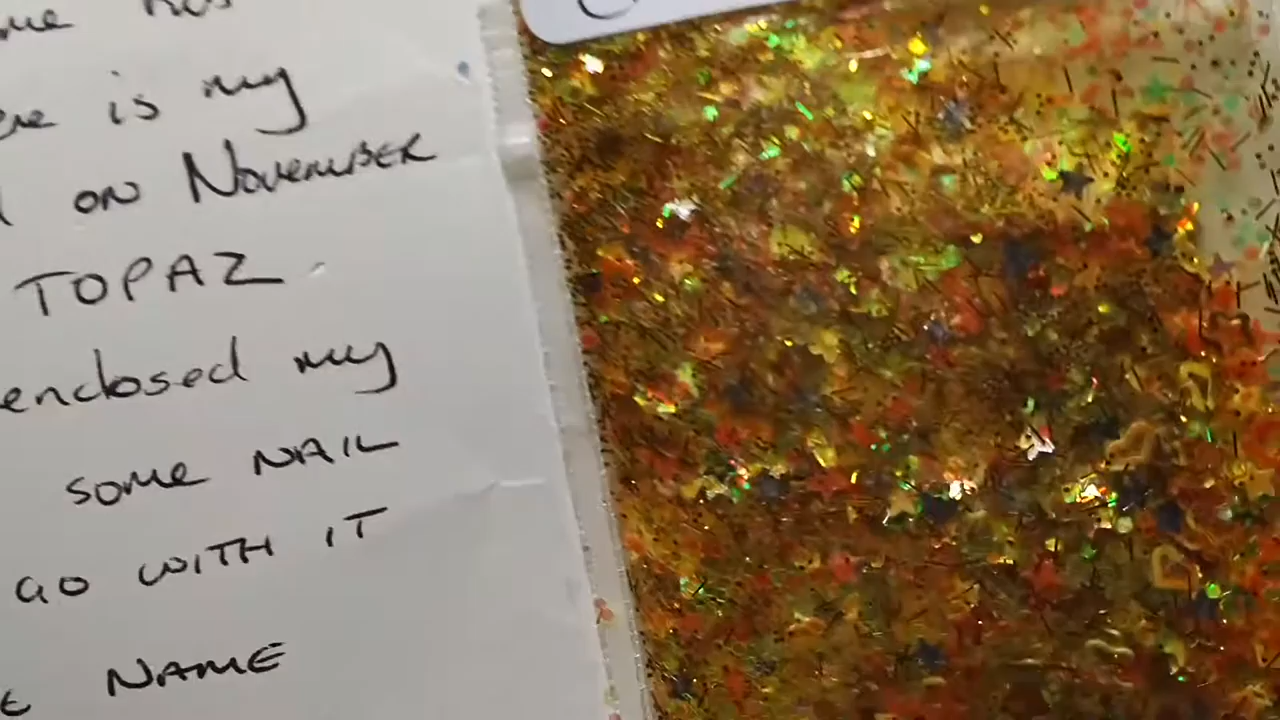 is my
ON NOVEMBER
TOPAZ
enclosed my
some NAIL
GO WITH IT
NAME